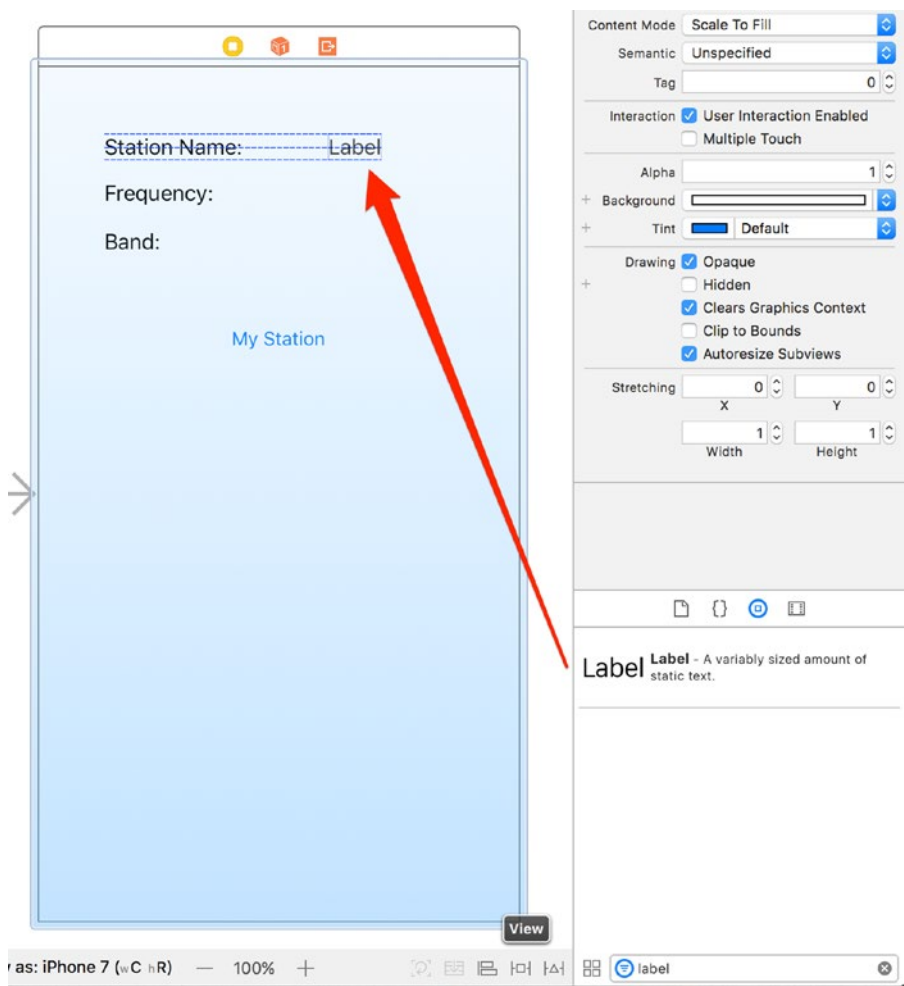 Station Name: Label
Frequency:
Band:
My Station
View
as: iPhone 7 (wC hR) — 100% +
Content Mode Scale To Fill
Semantic Unspecified
Tag 0
Interaction User Interaction Enabled
Multiple Touch
Alpha 1
+ Background
+ Tint Default
Drawing Opaque
+ Hidden
Clears Graphics Context
Clip to Bounds
Autoresize Subviews
Stretching 0 0
X Y
1 1
Width Height
{}
Label Label - A variably sized amount of
static text.
label